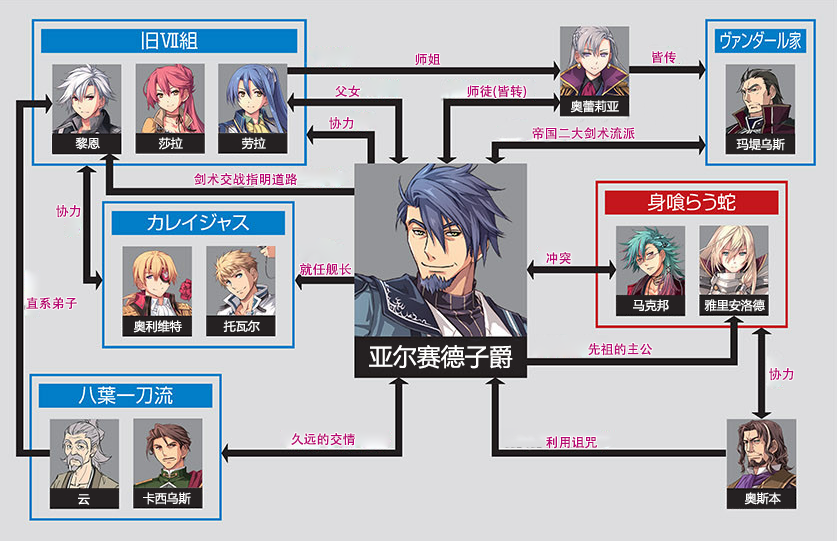 旧Ⅶ組
黎恩
莎拉
劳拉
师姐
奥蕾莉亚
皆传
ヴァンダール家
玛堤乌斯
父女
师徒(皆转)
协力
帝国二大剑术流派
剑术交战指明道路
协力
カレイジャス
奥利维特
托瓦尔
就任舰长
亚尔赛德子爵
冲突
身喰らう蛇
马克邦
雅里安洛德
先祖的主公
协力
直系弟子
八葉一刀流
云
卡西乌斯
久远的交情
利用诅咒
奥斯本